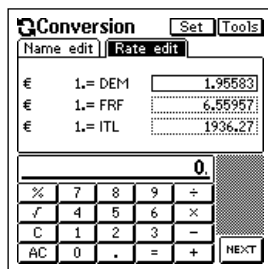 Conversion Set Tools
Name edit Rate edit
€ 1.= DEM 1.95583
€ 1.= FRF 6.55957
€ 1.= ITL 1936.27
0.
% 7 8 9 ÷
√ 4 5 6 ×
C 1 2 3 −
AC 0 . = + NEXT